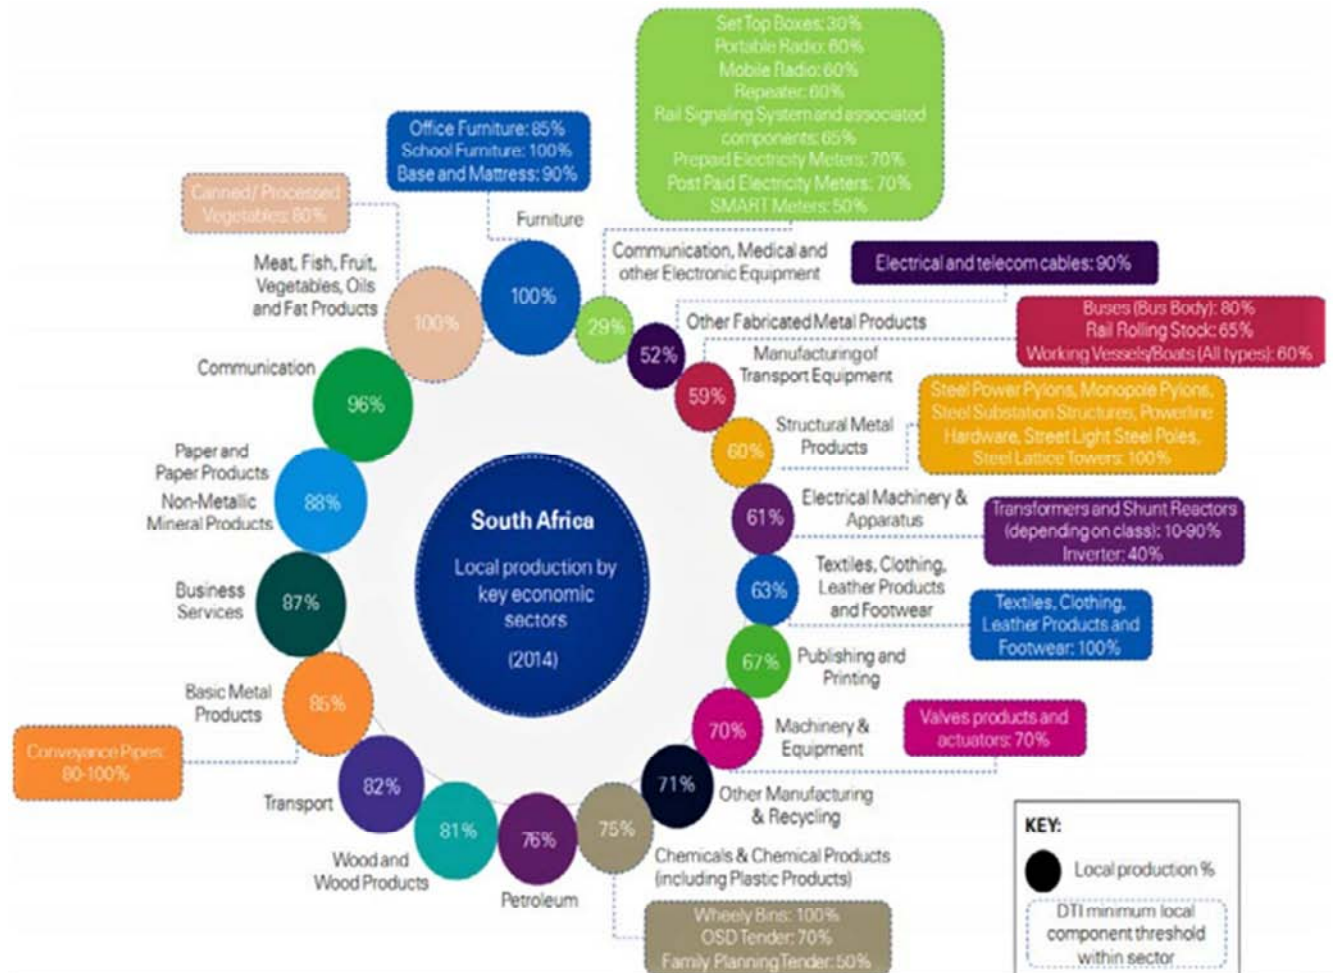 Set Top Boxes: 30%
Portable Radio: 60%
Mobile Radio: 60%
Repeater: 60%
Rail Signaling System and associated
components: 65%
Prepaid Electricity Meters: 70%
Post Paid Electricity Meters: 70%
SMART Meters: 50%
Office Furniture: 85%
School Furniture: 100%
Base and Mattress: 90%
Canned/ Processed
Vegetables: 80%
Furniture
100%
Meat, Fish, Fruit,
Vegetables, Oils
and Fat Products
100%
Communication, Medical and
other Electronic Equipment
29%
Electrical and telecom cables: 90%
Other Fabricated Metal Products
52%
Buses (Bus Body): 80%
Rail Rolling Stock: 65%
Working Vessels/Boats (All types): 60%
Manufacturing of
Transport Equipment
59%
Steel Power Pylons, Monopole Pylons,
Steel Substation Structures, Powerline
Hardware, Street Light Steel Poles,
Steel Lattice Towers: 100%
Structural Metal
Products
60%
Electrical Machinery &
Apparatus
61%
Transformers and Shunt Reactors
(depending on class): 10-90%
Inverter: 40%
Textiles, Clothing,
Leather Products
and Footwear
63%
Textiles, Clothing,
Leather Products and
Footwear: 100%
Publishing and
Printing
67%
Machinery &
Equipment
70%
Valves products and
actuators: 70%
Other Manufacturing
& Recycling
71%
Chemicals & Chemical Products
(including Plastic Products)
75%
Wheely Bins: 100%
OSD Tender: 70%
Family Planning Tender: 50%
Petroleum
76%
Wood and
Wood Products
81%
Transport
82%
Basic Metal
Products
Conveyance Pipes:
80-100%
Business
Services
87%
Paper and
Paper Products
Non-Metallic
Mineral Products
88%
Communication
96%
South Africa
Local production by
key economic
sectors
(2014)
KEY:
Local production %
DTI minimum local
component threshold
within sector